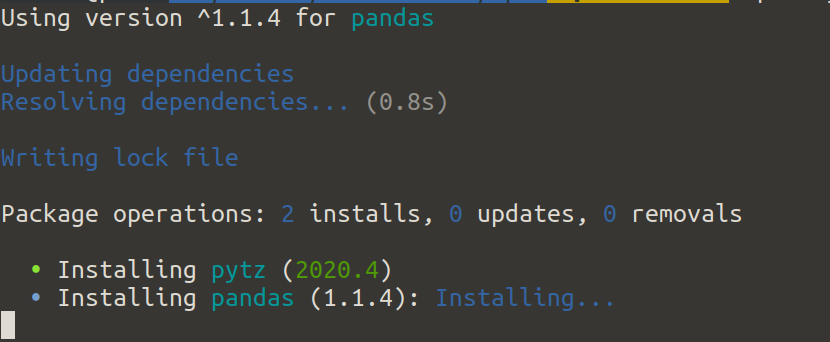 Using version ^1.1.4 for pandas
Updating dependencies
Resolving dependencies... (0.8s)
Writing lock file
Package operations: 2 installs, 0 updates, 0 removals
• Installing pytz (2020.4)
• Installing pandas (1.1.4): Installing...